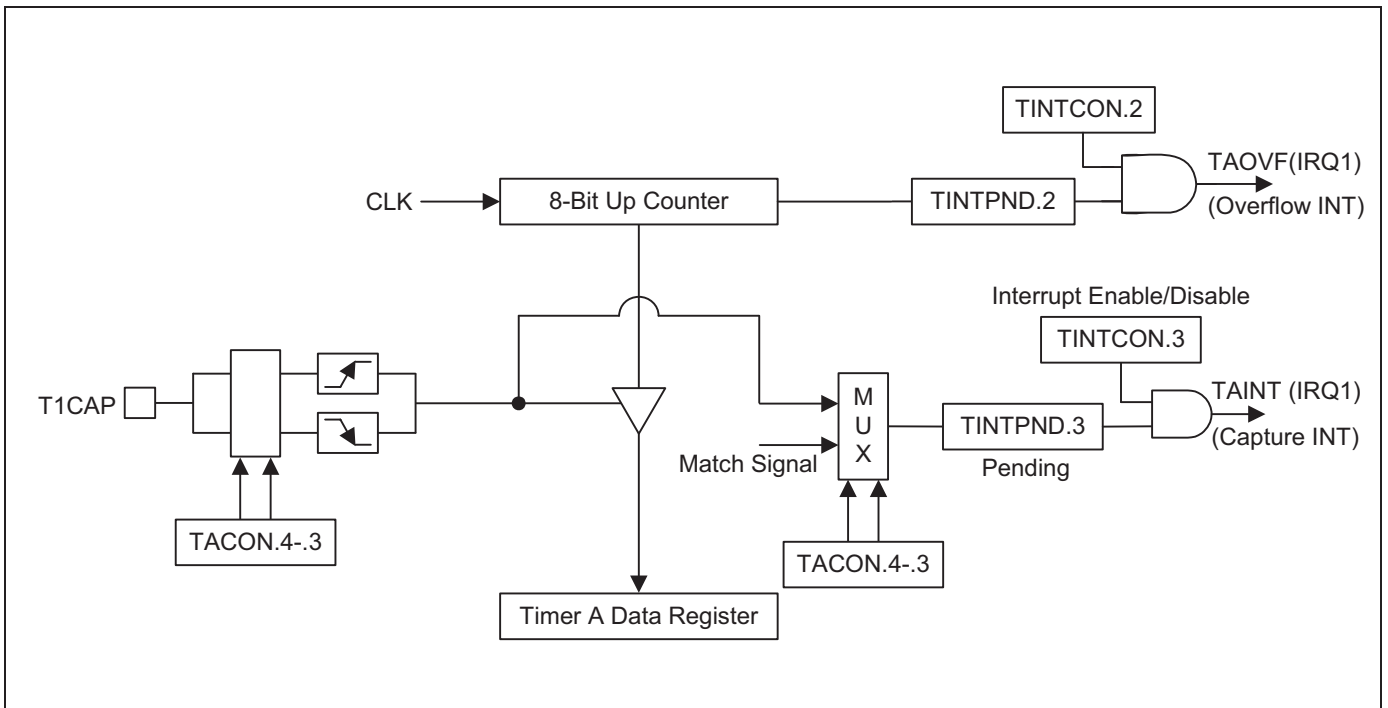 TINTCON.2
TAOVF(IRQ1)
CLK
8-Bit Up Counter
TINTPND.2
(Overflow INT)
Interrupt Enable/Disable
TINTCON.3
T1CAP
M
U
X
TAINT (IRQ1)
TINTPND.3
(Capture INT)
Match Signal
Pending
TACON.4-.3
TACON.4-.3
Timer A Data Register